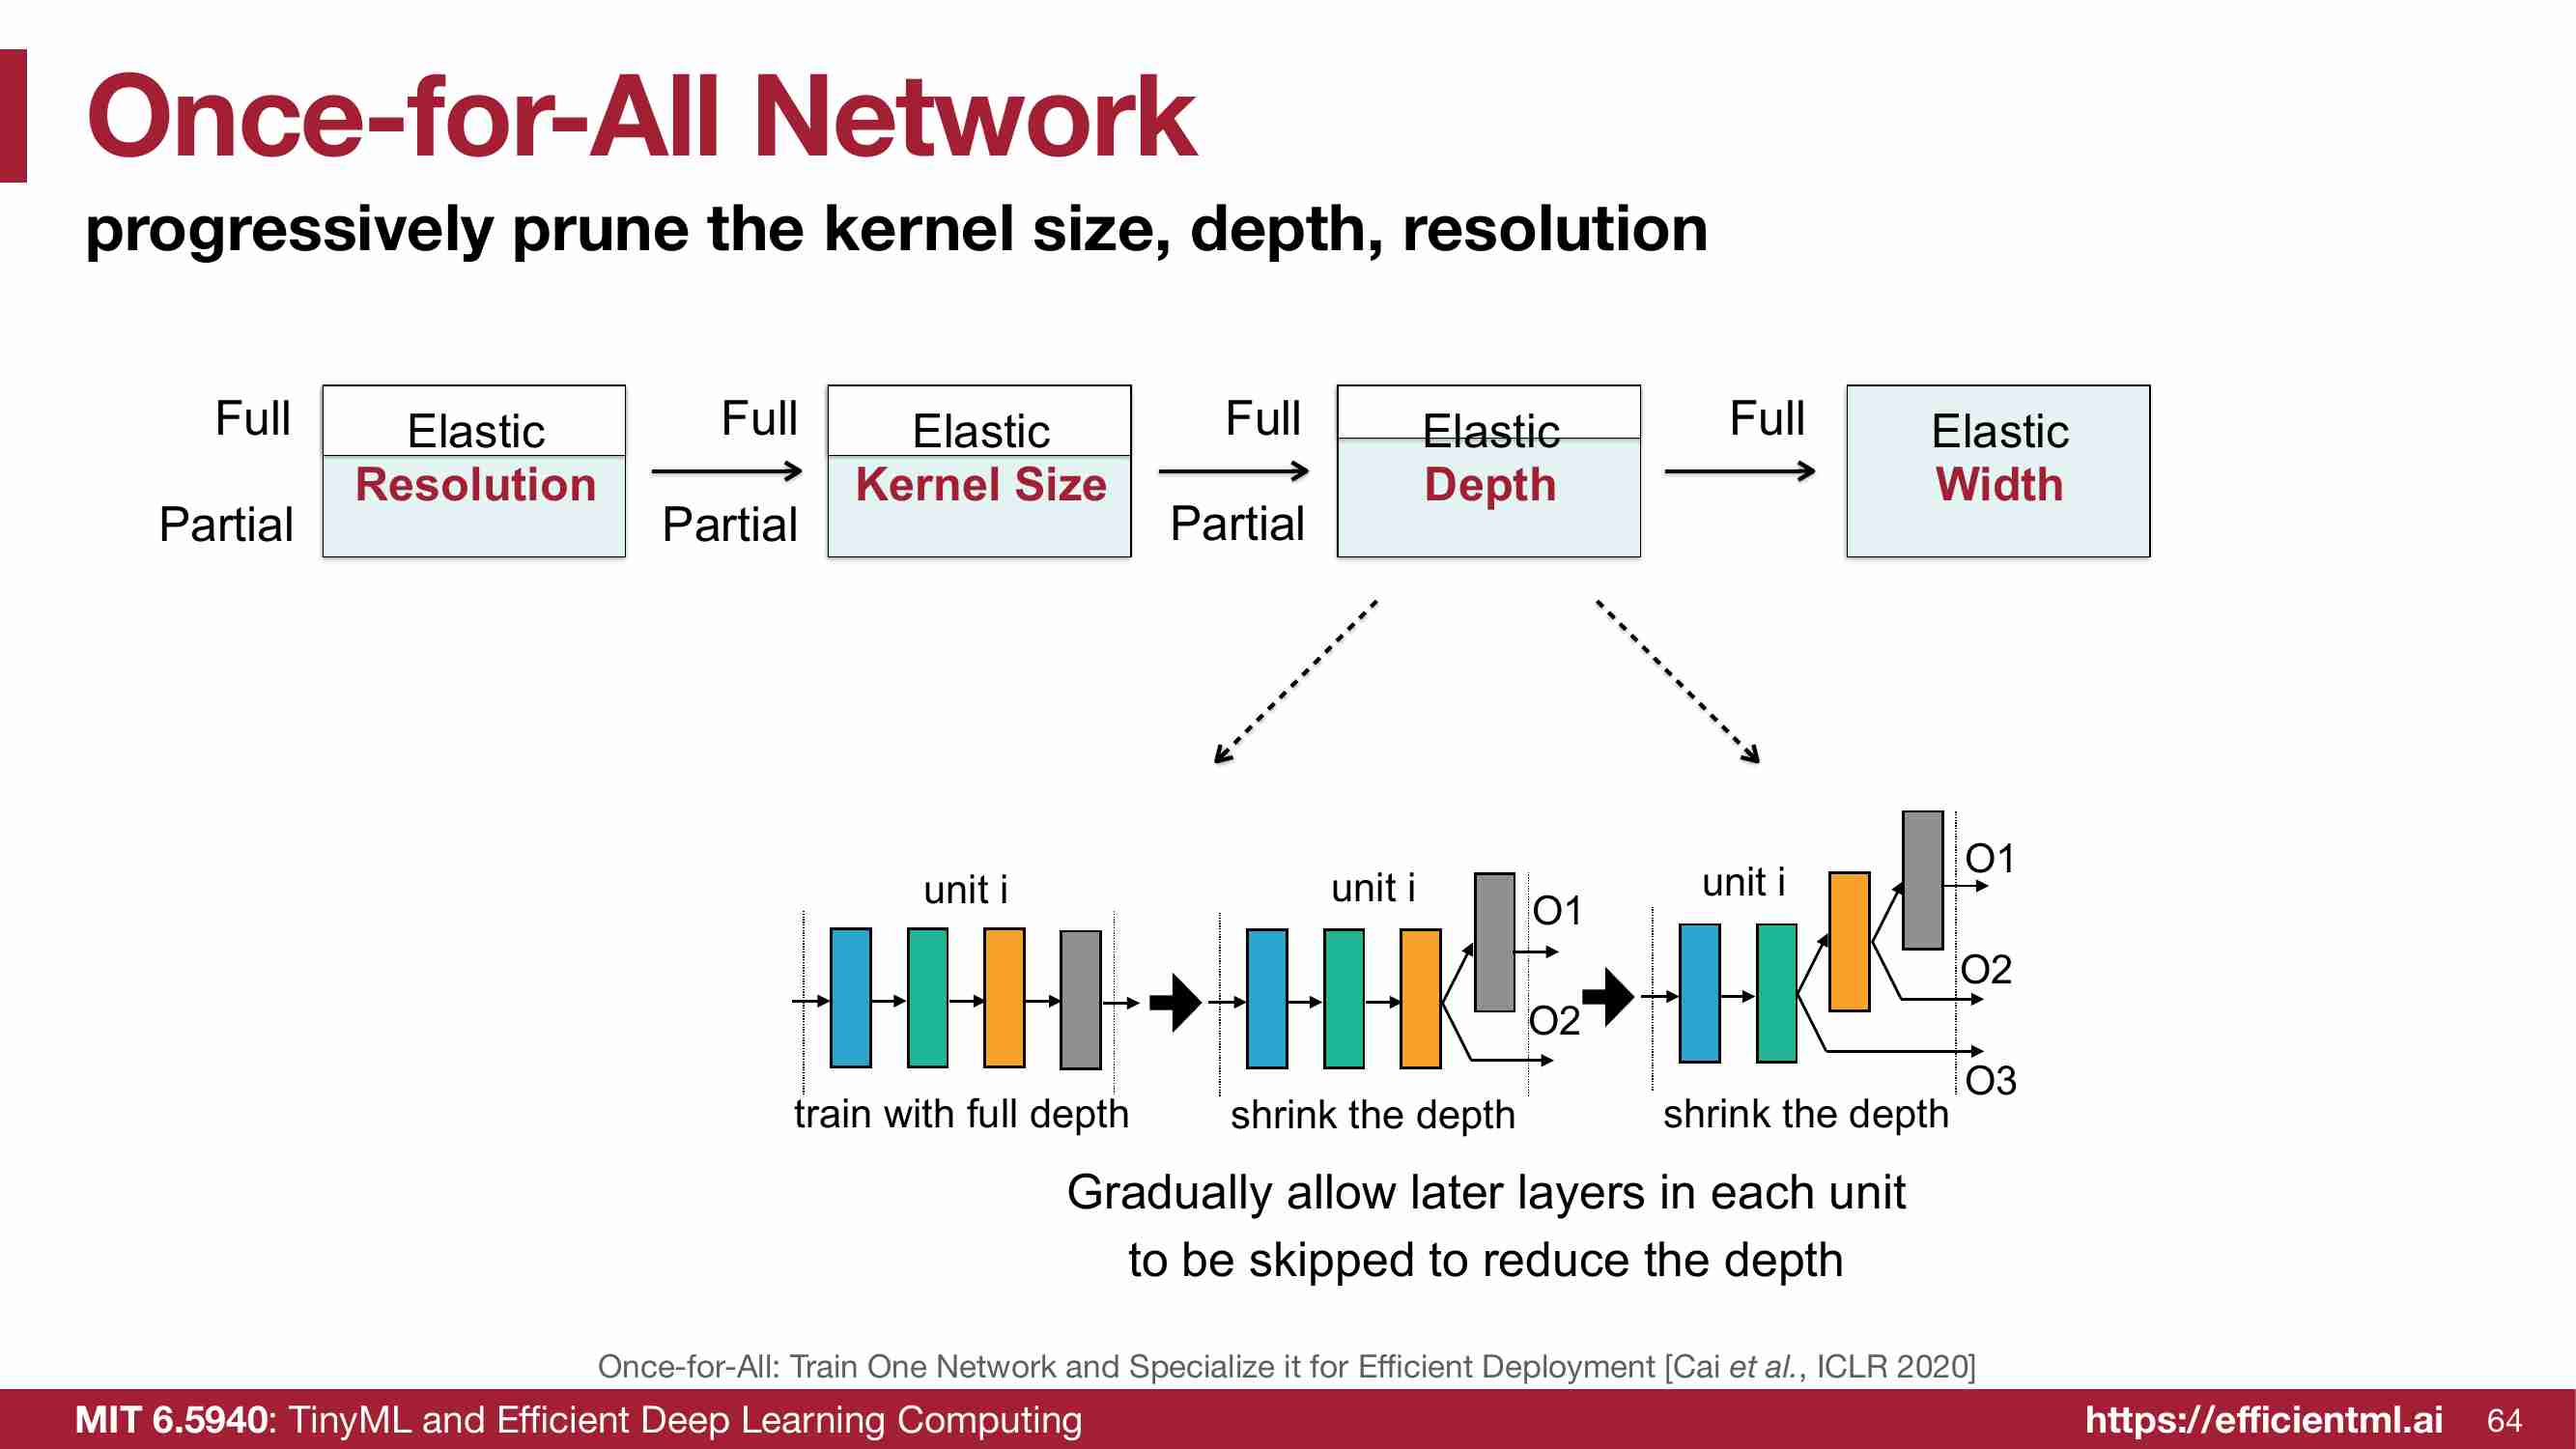 Once-for-All Network
progressively prune the kernel size, depth, resolution
Full
Partial
Elastic
Resolution
Full
Partial
Elastic
Kernel Size
Full
Partial
Elastic
Depth
Full
Elastic
Width
unit i
train with full depth
unit i
O1
O2
shrink the depth
unit i
O1
O2
O3
shrink the depth
Gradually allow later layers in each unit
to be skipped to reduce the depth
Once-for-All: Train One Network and Specialize it for Efficient Deployment [Cai et al., ICLR 2020]
MIT 6.5940: TinyML and Efficient Deep Learning Computing
https://efficientml.ai
64